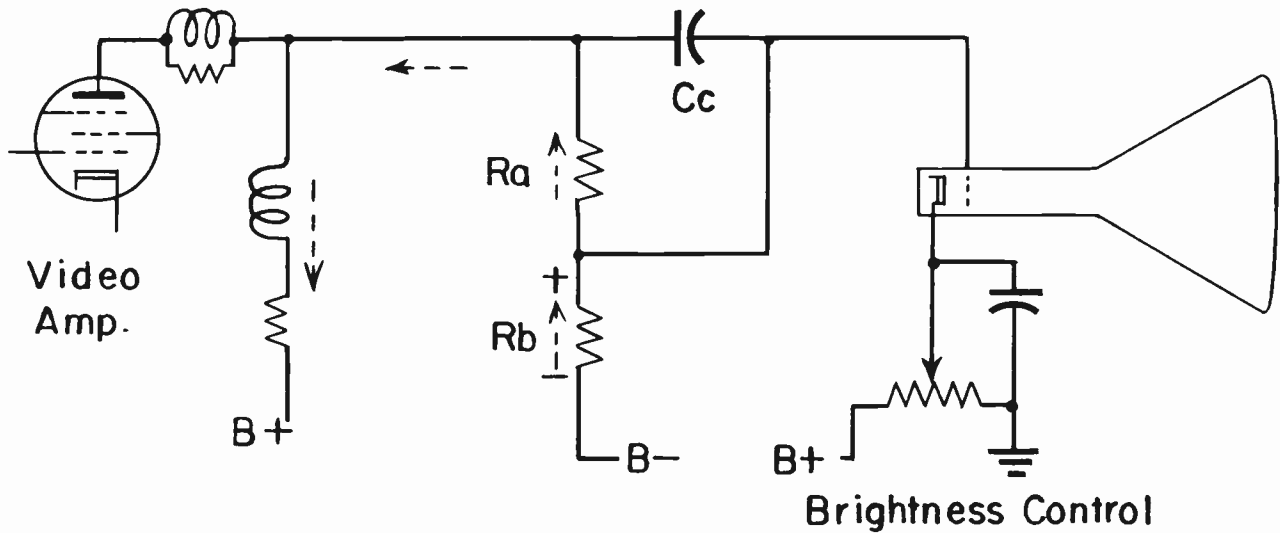 Cc
Ra
Video
Amp.
+
Rb
−
B+
B−
B+
Brightness Control